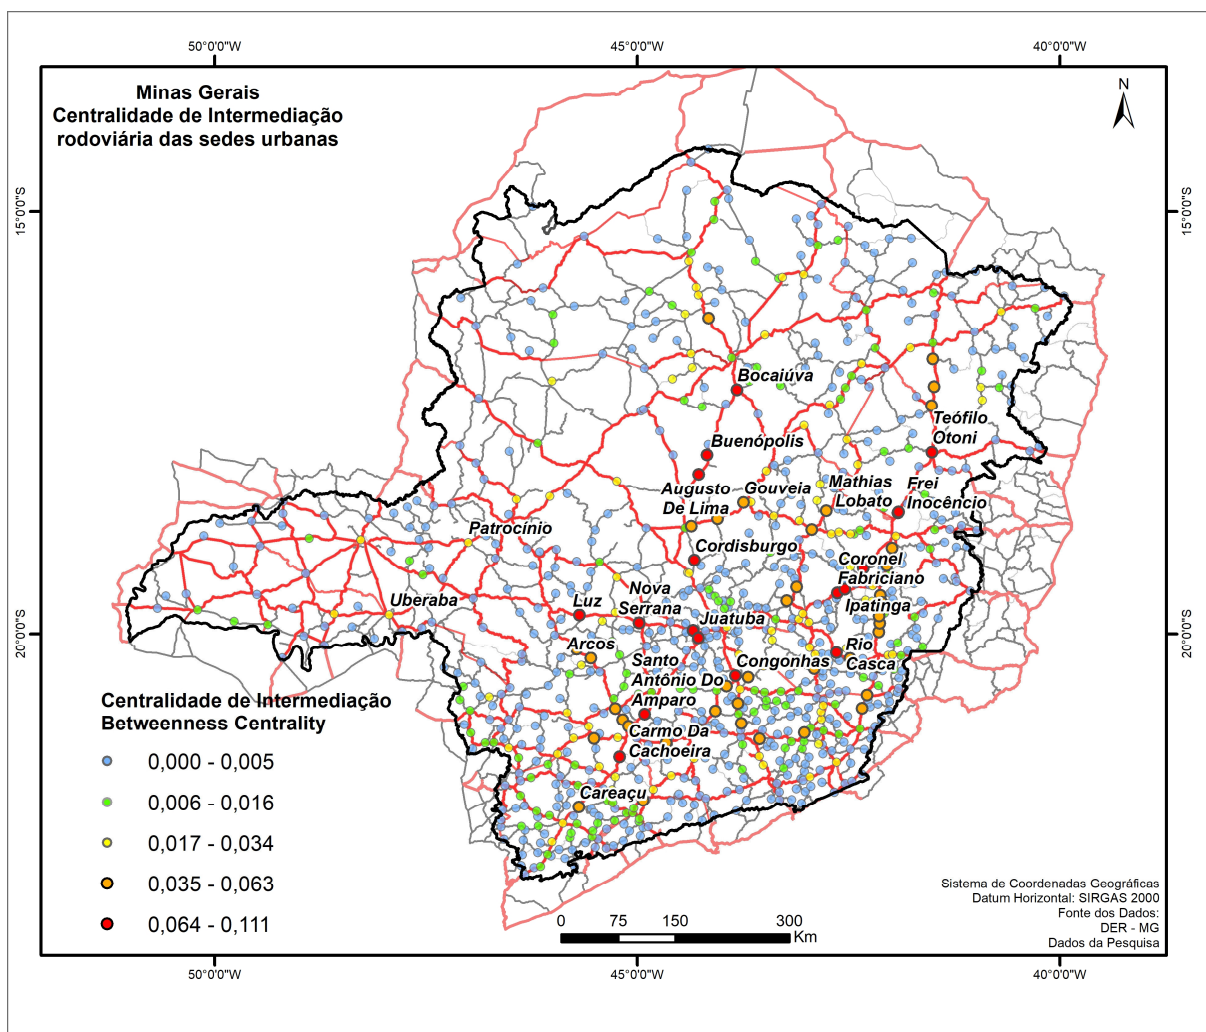 50°0'0"W
45°0'0"W
40°0'0"W
Minas Gerais
Centralidade de Intermediação
rodoviária das sedes urbanas
N
15°0'0"S
15°0'0"S
Bocaiúva
Teófilo
Otoni
Buenópolis
Augusto
De Lima
Gouveia
Mathias
Lobato
Frei
Inocêncio
Patrocínio
Cordisburgo
Coronel
Fabriciano
Ipatinga
Uberaba
Luz
Nova
Serrana
Juatuba
20°0'0"S
20°0'0"S
Arcos
Santo
Antônio Do
Amparo
Congonhas
Rio
Casca
Carmo Da
Cachoeira
Careaçu
Centralidade de Intermediação
Betweenness Centrality
0,000 - 0,005
0,006 - 0,016
0,017 - 0,034
0,035 - 0,063
0,064 - 0,111
Sistema de Coordenadas Geográficas
Datum Horizontal: SIRGAS 2000
Fonte dos Dados:
DER - MG
Dados da Pesquisa
0 75 150 300
Km
50°0'0"W
45°0'0"W
40°0'0"W